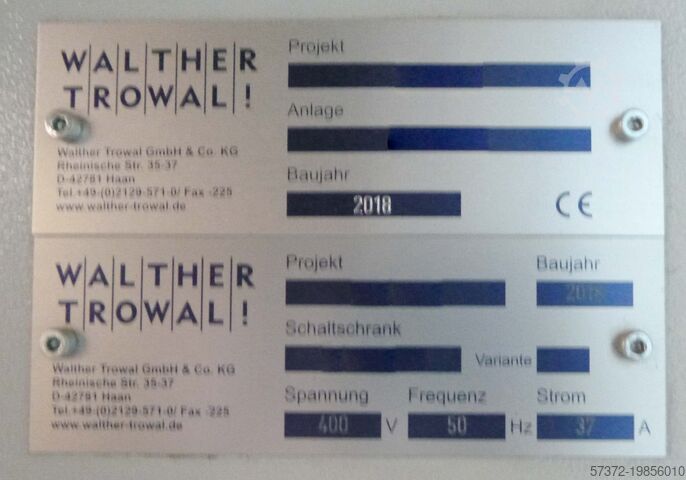 WALTHER
TROWAL!
Walther Trowal GmbH & Co. KG
Rheinische Str. 35-37
D-42781 Haan
Tel.+49-(0)2129-571-0/ Fax -225
www.walther-trowal.de
Projekt
Anlage
Baujahr
2018
CE
WALTHER
TROWAL!
Walther Trowal GmbH & Co. KG
Rheinische Str. 35-37
D-42781 Haan
Tel.+49-(0)2129-571-0/ Fax -225
www.walther-trowal.de
Projekt
Baujahr
2018
Schaltschrank
Variante
Spannung
Frequenz
Strom
400 V
50 Hz
37 A
57372-19856010